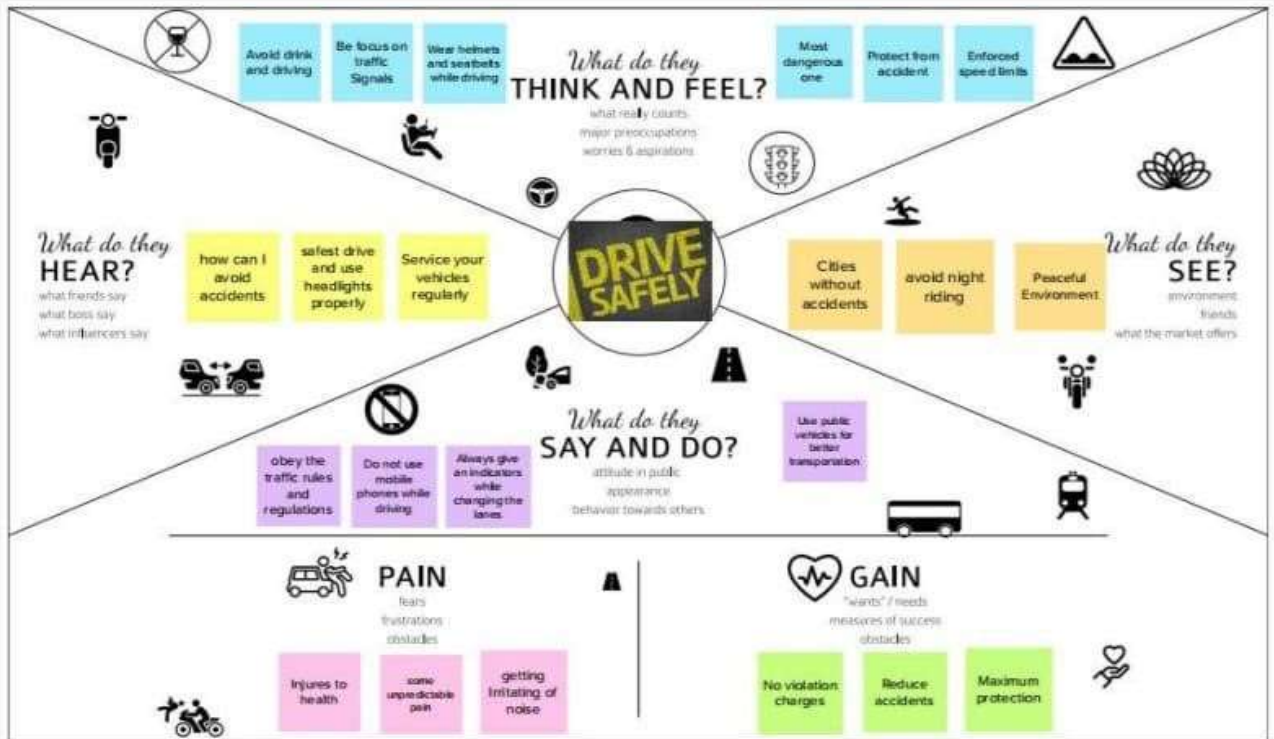 Avoid drink
and driving
Be focus on
traffic
Signals
Wear helmets
and seatbelts
while driving
What do they
THINK AND FEEL?
what really counts
major preoccupations
worries & aspirations
Most
dangerous
one
Protect from
accident
Enforced
speed limits
What do they
HEAR?
what friends say
what boss say
what influencers say
how can I
avoid
accidents
safest drive
and use
headlights
properly
Service your
vehicles
regularly
DRIVE
SAFELY
Cities
without
accidents
avoid night
riding
Peaceful
Environment
What do they
SEE?
environment
friends
what the market offers
What do they
SAY AND DO?
attitude in public
appearance
behavior towards others
obey the
traffic rules
and
regulations
Do not use
mobile
phones while
driving
Always give
an indicators
while
changing the
lanes
Use public
vehicles for
better
transportation
PAIN
fears
frustrations
obstacles
Injures to
health
some
unpredictable
pain
getting
Irritating of
noise
GAIN
"wants" / needs
measures of success
obstacles
No violation
charges
Reduce
accidents
Maximum
protection